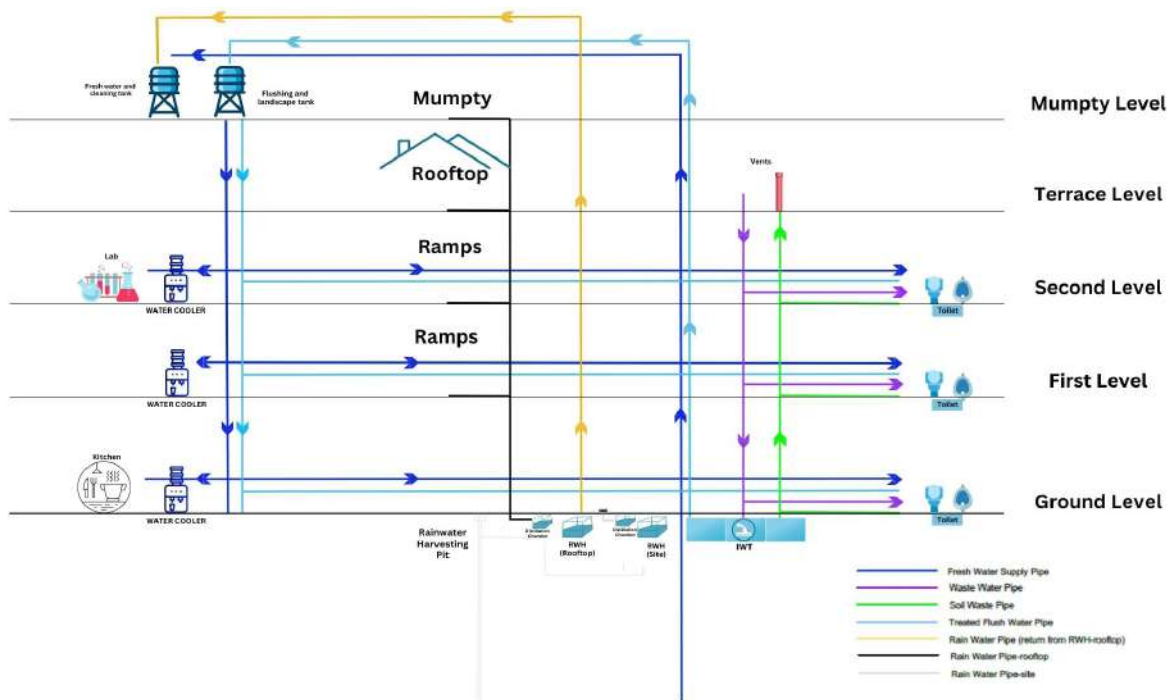 Fresh water and
cleaning tank
Flushing and
landscape tank
Mumpty
Mumpty Level
Rooftop
Vents
Terrace Level
Ramps
Lab
WATER COOLER
Second Level
Toilet
Ramps
WATER COOLER
First Level
Toilet
Kitchen
WATER COOLER
Ground Level
Toilet
Rainwater
Harvesting
Pit
RWH
(Rooftop)
RWH
(Site)
IWT
Fresh Water Supply Pipe
Waste Water Pipe
Soil Waste Pipe
Treated Flush Water Pipe
Rain Water Pipe (return from RWH-rooftop)
Rain Water Pipe-rooftop
Rain Water Pipe-site